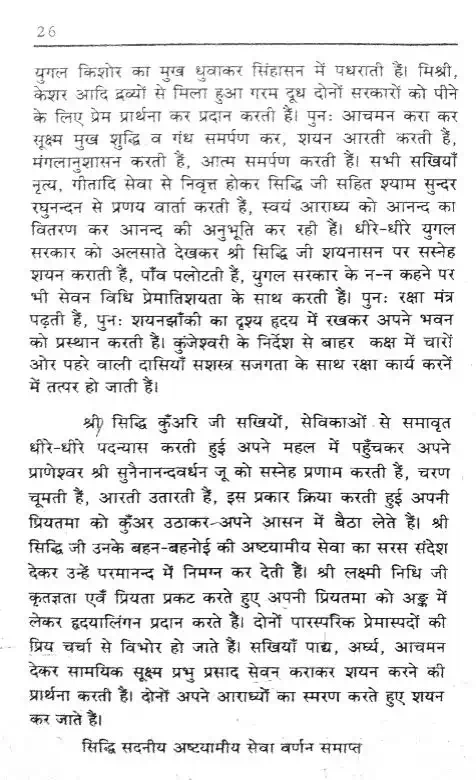 26
युगल किशोर का मुख धुवाकर सिंहासन में पधराती हैं। मिश्री,
केशर आदि द्रव्यों से मिला हुआ गरम दूध दोनों सरकारों को पीने
के लिए प्रेम प्रार्थना कर प्रदान करती हैं। पुनः आचमन करा कर
सूक्ष्म मुख शुद्धि व गंध समर्पण कर, शयन आरती करती हैं,
मंगलानुशासन करती हैं, आत्म समर्पण करती हैं। सभी सखियाँ
नृत्य, गीतादि सेवा से निवृत्त होकर सिद्धि जी सहित श्याम सुन्दर
रघुनन्दन से प्रणय वार्ता करती हैं, स्वयं आराध्य को आनन्द का
वितरण कर आनन्द की अनुभूति कर रही हैं। धीरे-धीरे युगल
सरकार को अलसाते देखकर श्री सिद्धि जी शयनासन पर सस्नेह
शयन कराती हैं, पाँव पलोटती हैं, युगल सरकार के न-न कहने पर
भी सेवन विधि प्रेमातिशयता के साथ करती हैं। पुनः रक्षा मंत्र
पढ़ती हैं, पुनः शयनझाँकी का दृश्य हृदय में रखकर अपने भवन
को प्रस्थान करती हैं। कुंजेश्वरी के निर्देश से बाहर कक्ष में चारों
ओर पहरे वाली दासियाँ सशस्त्र सजगता के साथ रक्षा कार्य करनें
में तत्पर हो जाती हैं।
श्री सिद्धि कुँअरि जी सखियों, सेविकाओं से समावृत
धीरे-धीरे पदन्यास करती हुई अपने महल में पहुँचकर अपने
प्राणेश्वर श्री सुनैनानन्दवर्धन जू को सस्नेह प्रणाम करती हैं, चरण
चूमती हैं, आरती उतारती हैं, इस प्रकार क्रिया करती हुई अपनी
प्रियतमा को कुँअर उठाकर अपने आसन में बैठा लेते हैं। श्री
सिद्धि जी उनके बहन-बहनोई की अष्टयामीय सेवा का सरस संदेश
देकर उन्हें परमानन्द में निमग्न कर देती हैं। श्री लक्ष्मी निधि जी
कृतज्ञता एवँ प्रियता प्रकट करते हुए अपनी प्रियतमा को अङ्क में
लेकर हृदयालिंगन प्रदान करते हैं। दोनों पारस्परिक प्रेमास्पदों की
प्रिय चर्चा से विभोर हो जाते हैं। सखियाँ पाद्य, अर्घ्य, आचमन
देकर सामयिक सूक्ष्म प्रभु प्रसाद सेवन कराकर शयन करने की
प्रार्थना करती हैं। दोनों अपने आराध्यों का स्मरण करते हुए शयन
कर जाते हैं।
सिद्धि सदनीय अष्टयामीय सेवा वर्णन समाप्त